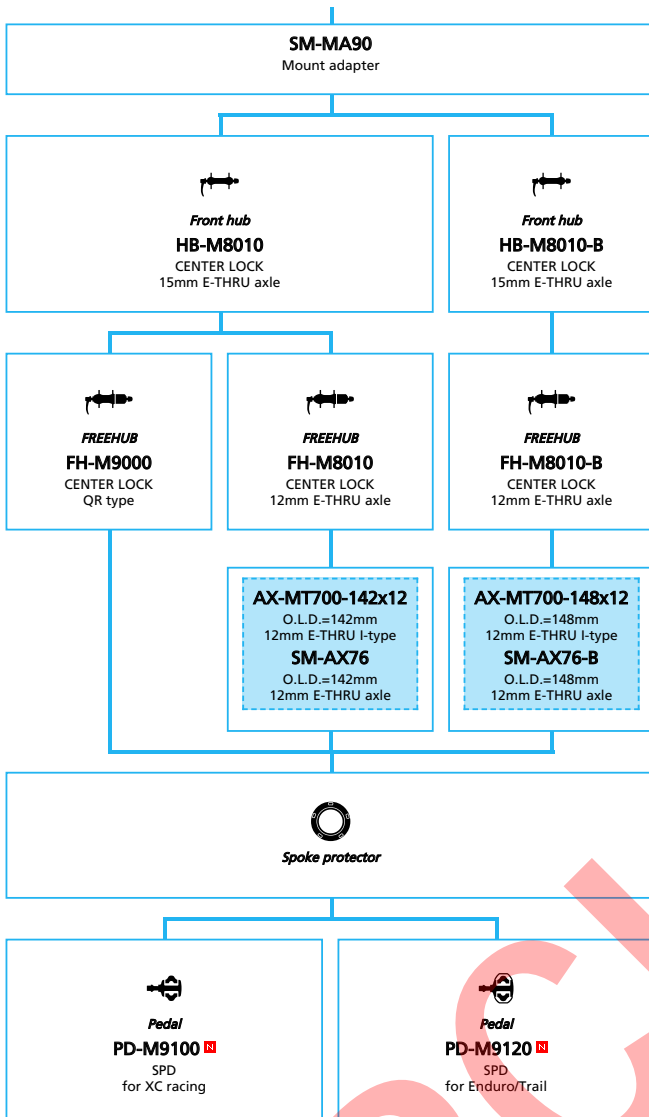 SM-MA90
Mount adapter
Front hub
HB-M8010
CENTER LOCK
15mm E-THRU axle
Front hub
HB-M8010-B
CENTER LOCK
15mm E-THRU axle
FREEHUB
FH-M9000
CENTER LOCK
QR type
FREEHUB
FH-M8010
CENTER LOCK
12mm E-THRU axle
FREEHUB
FH-M8010-B
CENTER LOCK
12mm E-THRU axle
AX-MT700-142x12
O.L.D.=142mm
12mm E-THRU I-type
SM-AX76
O.L.D.=142mm
12mm E-THRU axle
AX-MT700-148x12
O.L.D.=148mm
12mm E-THRU I-type
SM-AX76-B
O.L.D.=148mm
12mm E-THRU axle
Spoke protector
Pedal
PD-M9100 N
SPD
for XC racing
Pedal
PD-M9120 N
SPD
for Enduro/Trail